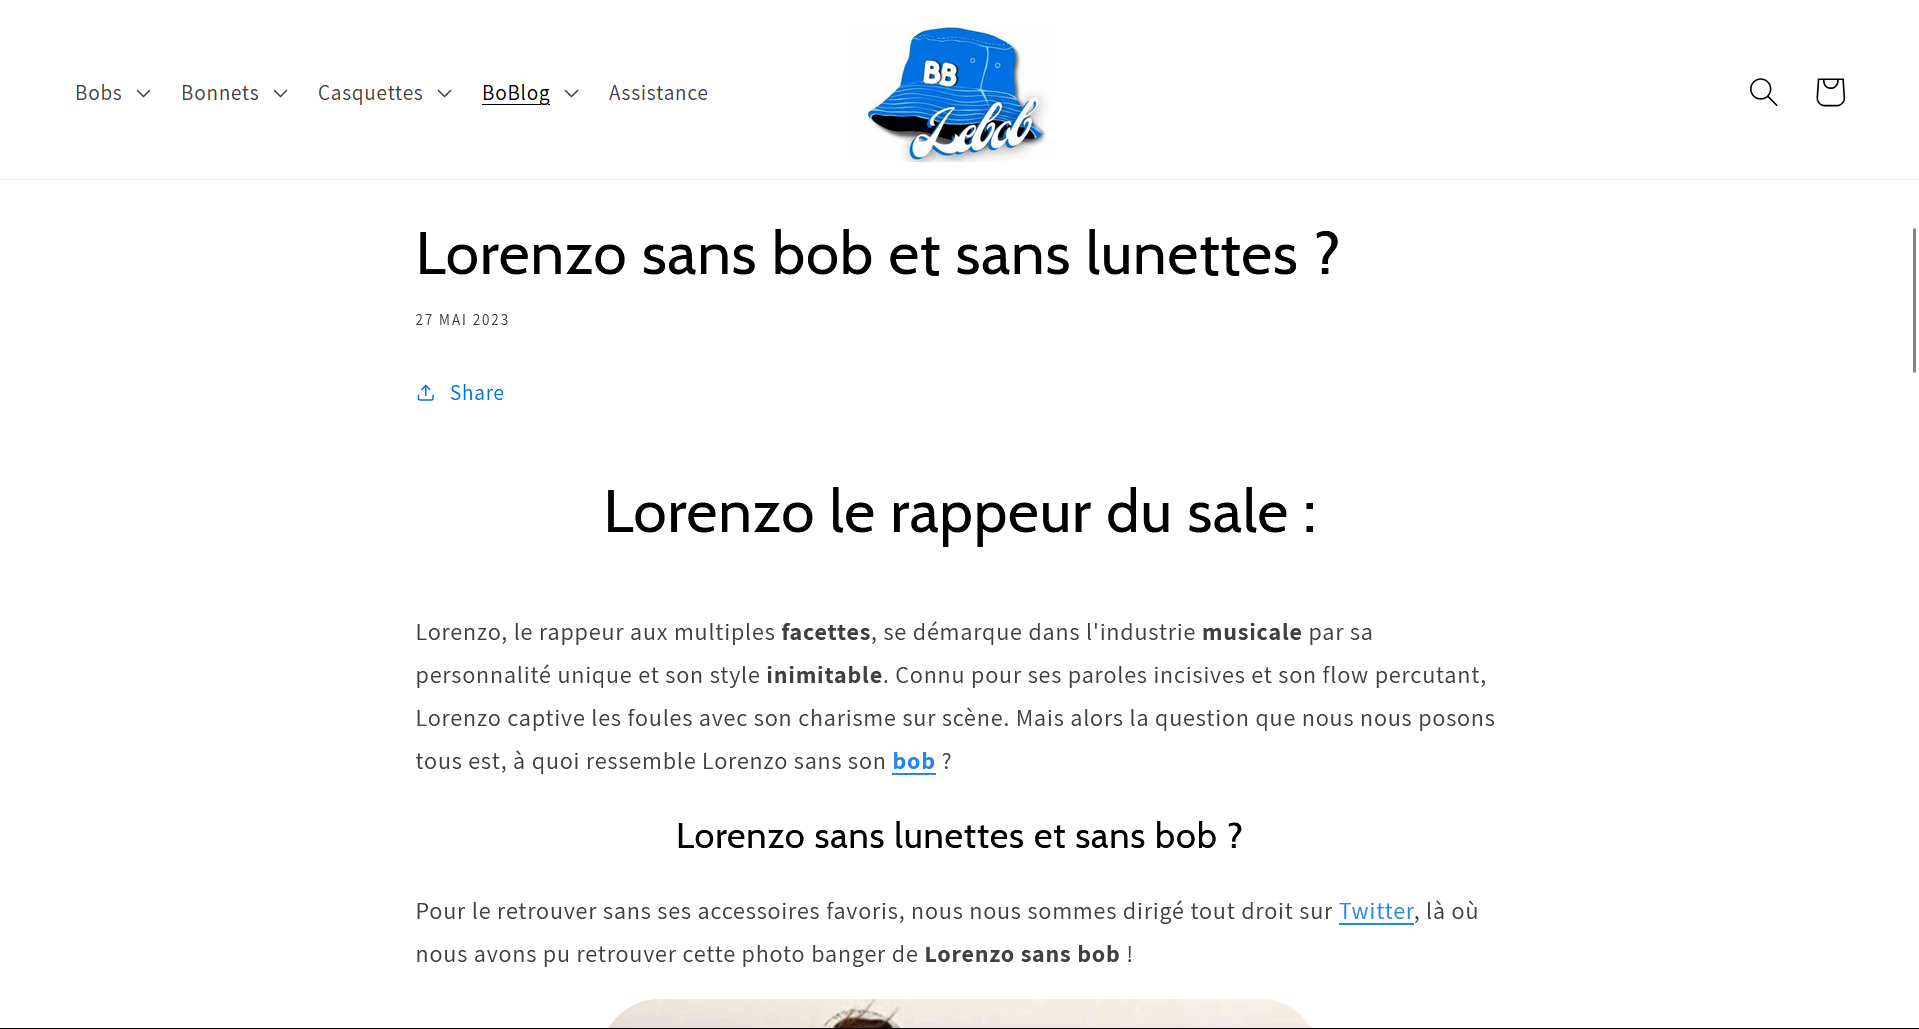 Bobs
Bonnets
Casquettes
BoBlog
Assistance
BB
Lebob
Lorenzo sans bob et sans lunettes ?
27 MAI 2023
Share
Lorenzo le rappeur du sale :
Lorenzo, le rappeur aux multiples facettes, se démarque dans l'industrie musicale par sa
personnalité unique et son style inimitable. Connu pour ses paroles incisives et son flow percutant,
Lorenzo captive les foules avec son charisme sur scène. Mais alors la question que nous nous posons
tous est, à quoi ressemble Lorenzo sans son bob ?
Lorenzo sans lunettes et sans bob ?
Pour le retrouver sans ses accessoires favoris, nous nous sommes dirigé tout droit sur Twitter, là où
nous avons pu retrouver cette photo banger de Lorenzo sans bob !